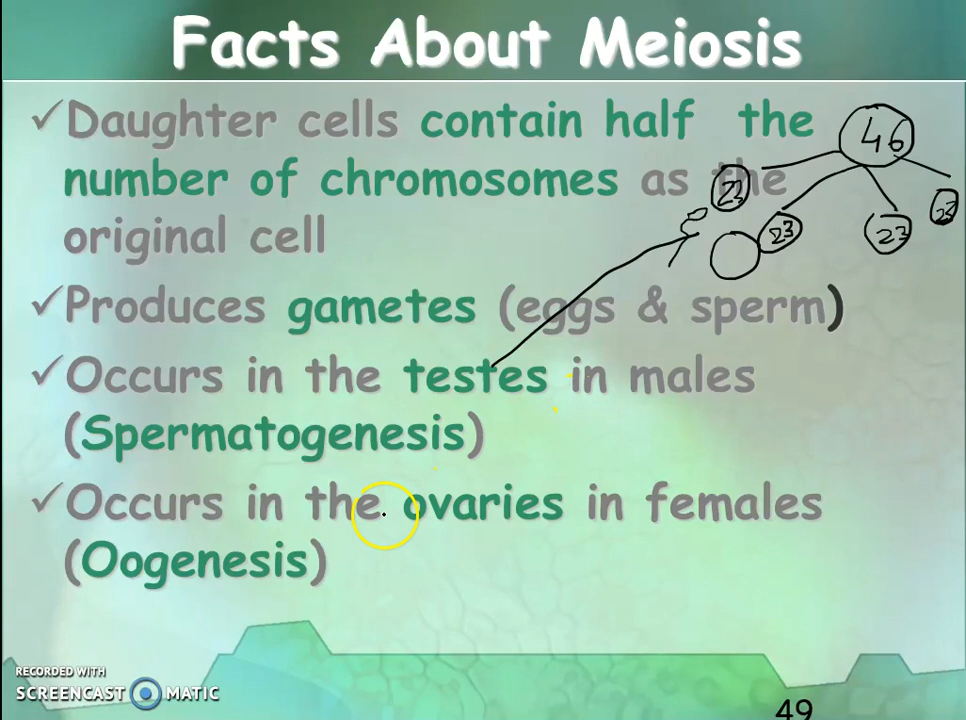 Facts About Meiosis
✓Daughter cells contain half the
number of chromosomes as the
original cell
✓Produces gametes (eggs & sperm)
✓Occurs in the testes in males
(Spermatogenesis)
✓Occurs in the ovaries in females
(Oogenesis)
46
23
23
23
23
RECORDED WITH
SCREENCAST MATIC
49